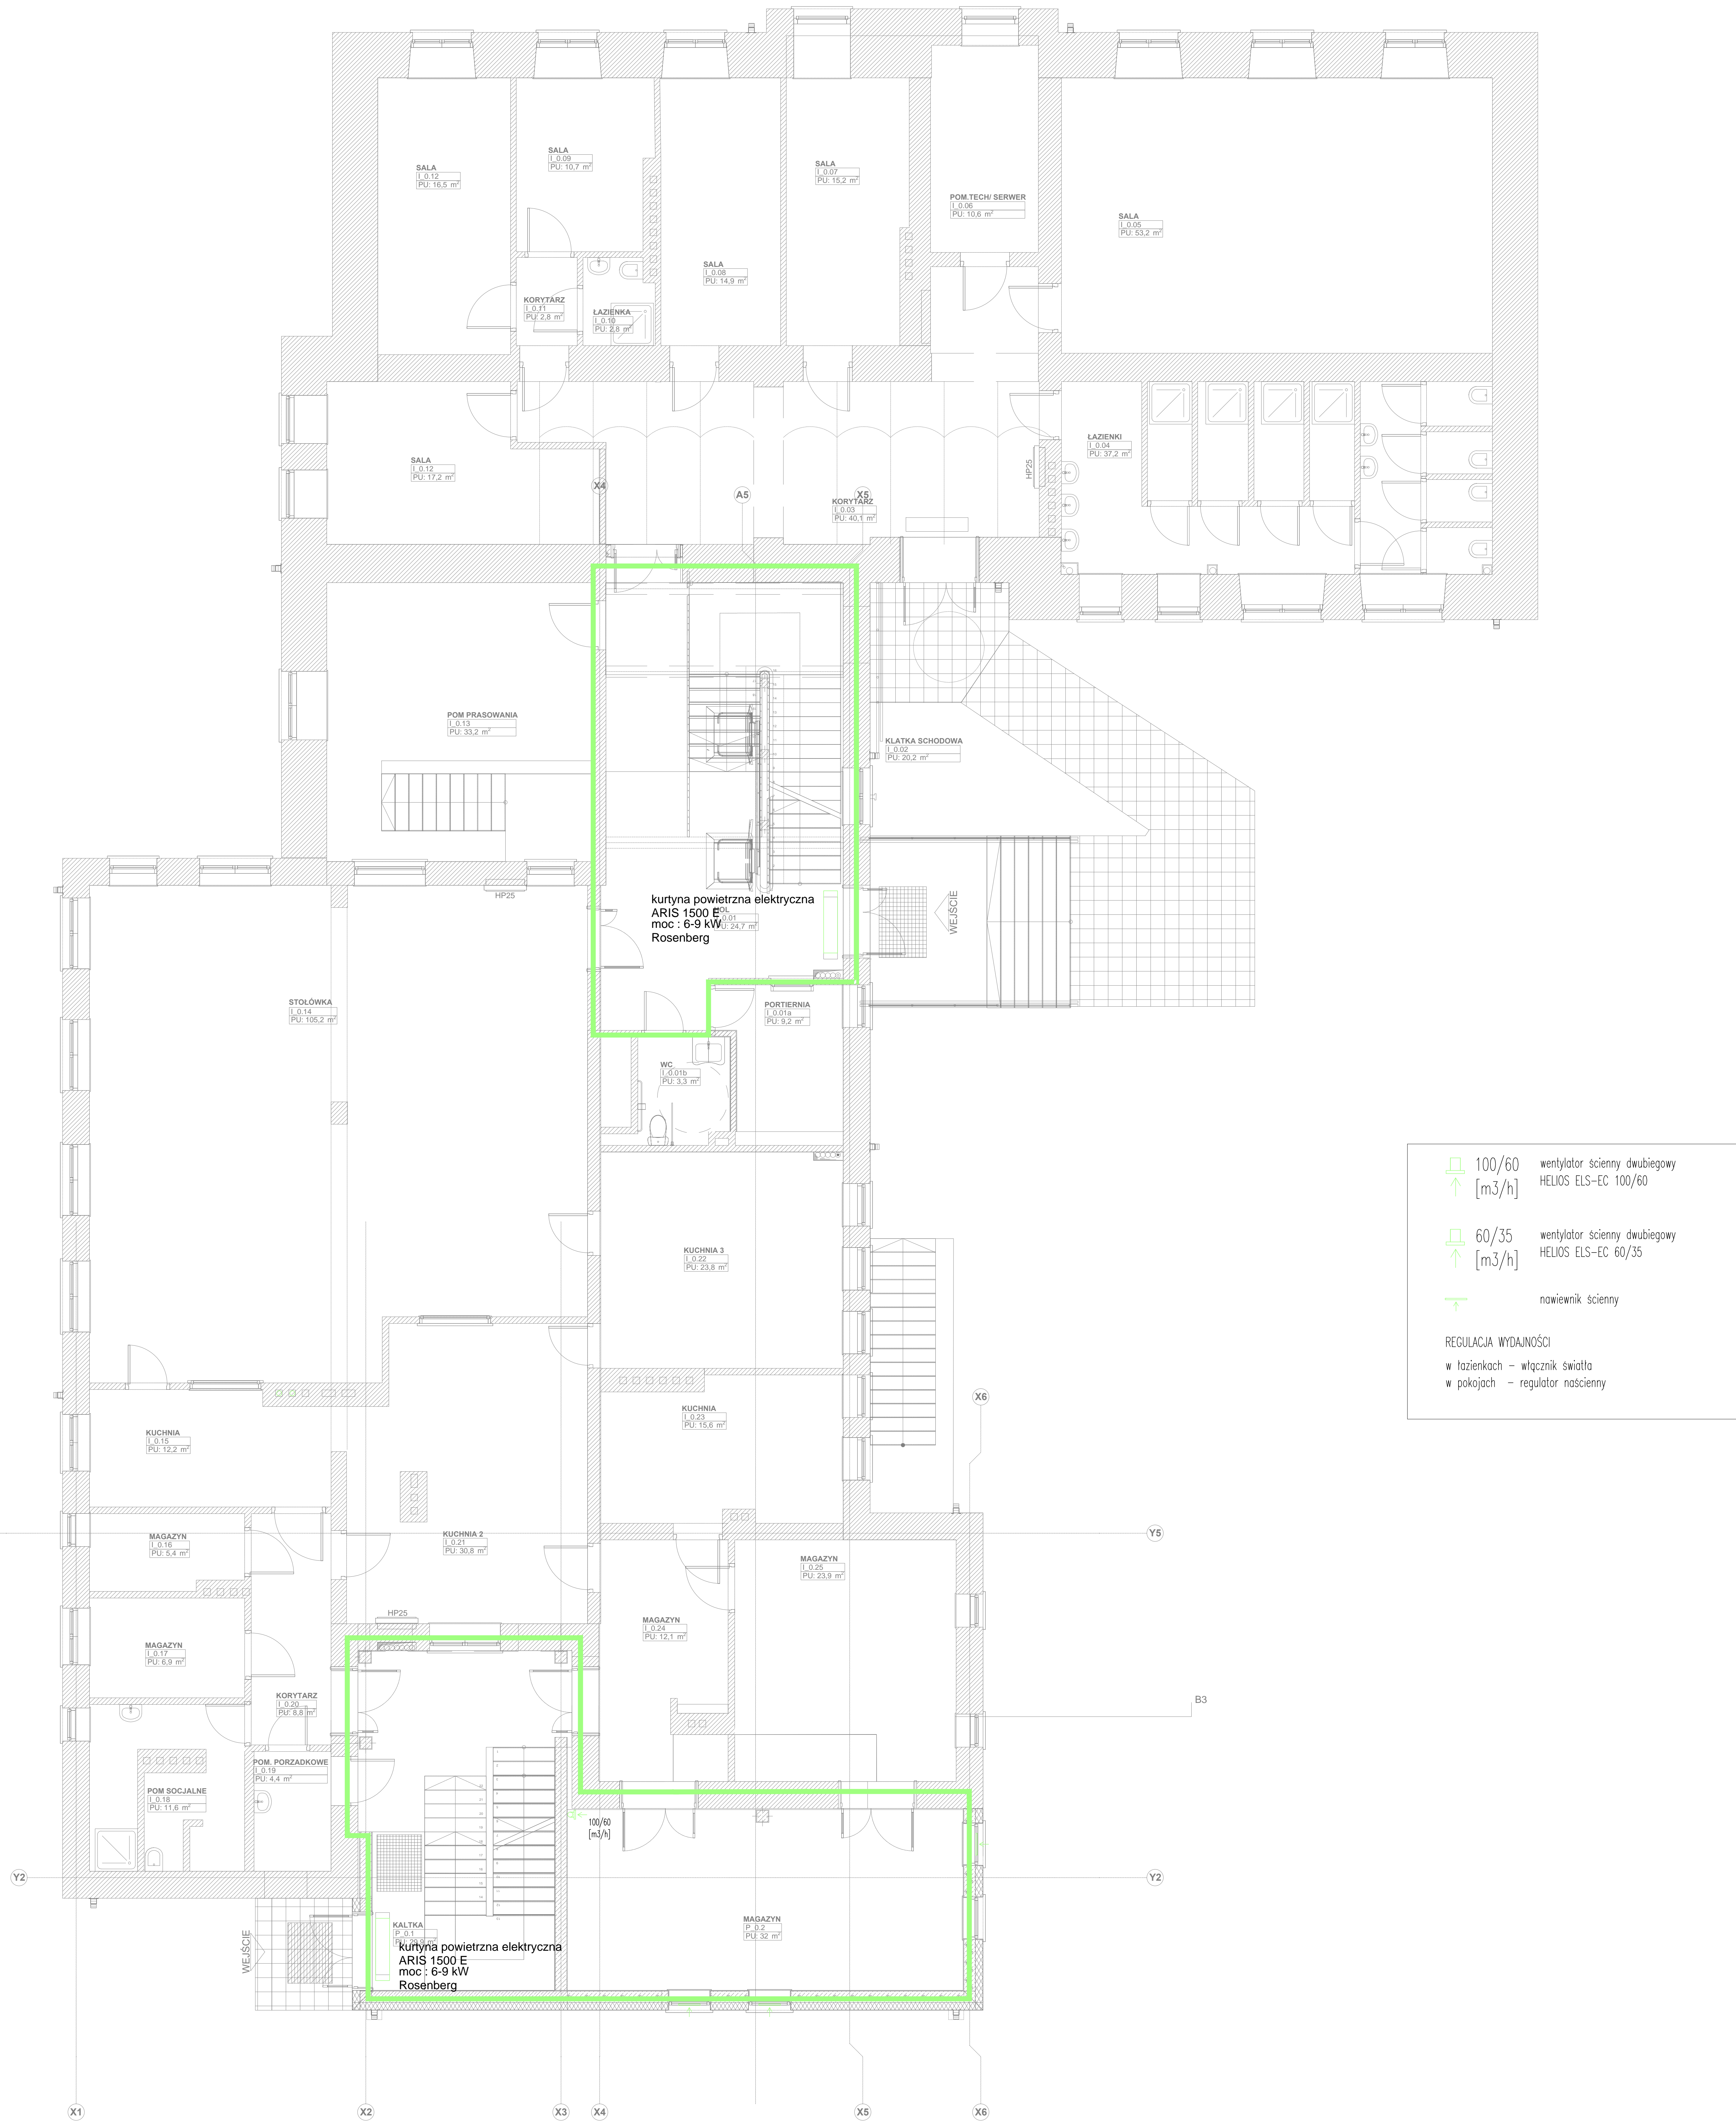 SALA
I_0.12
PU: 16,5 m²
SALA
I_0.09
PU: 10,7 m²
SALA
I_0.08
PU: 14,9 m²
SALA
I_0.07
PU: 15,2 m²
POM.TECH/ SERWER
I_0.06
PU: 10,6 m²
SALA
I_0.05
PU: 53,2 m²
KORYTARZ
I_0.11
PU: 2,8 m²
ŁAZIENKA
I_0.10
PU: 2,8 m²
SALA
I_0.12
PU: 17,2 m²
X4
A5
X5
KORYTARZ
I_0.03
PU: 40,1 m²
HP25
ŁAZIENKI
I_0.04
PU: 37,2 m²
POM PRASOWANIA
I_0.13
PU: 33,2 m²
KLATKA SCHODOWA
I_0.02
PU: 20,2 m²
HP25
kurtyna powietrzna elektryczna
ARIS 1500 E
moc : 6-9 kW
Rosenberg
HOL
I_0.01
PU: 24,7 m²
WEJŚCIE
STOŁÓWKA
I_0.14
PU: 105,2 m²
PORTIERNIA
I_0.01a
PU: 9,2 m²
WC
I_0.01b
PU: 3,3 m²
100/60
[m3/h]
wentylator ścienny dwubiegowy
HELIOS ELS-EC 100/60
60/35
[m3/h]
wentylator ścienny dwubiegowy
HELIOS ELS-EC 60/35
nawiewnik ścienny
REGULACJA WYDAJNOŚCI
w łazienkach – włącznik światła
w pokojach – regulator naścienny
KUCHNIA 3
I_0.22
PU: 23,8 m²
X6
KUCHNIA
I_0.23
PU: 15,6 m²
KUCHNIA
I_0.15
PU: 12,2 m²
MAGAZYN
I_0.16
PU: 5,4 m²
KUCHNIA 2
I_0.21
PU: 30,8 m²
Y5
MAGAZYN
I_0.25
PU: 23,9 m²
HP25
MAGAZYN
I_0.24
PU: 12,1 m²
MAGAZYN
I_0.17
PU: 6,9 m²
KORYTARZ
I_0.20
PU: 8,8 m²
B3
POM. PORZADKOWE
I_0.19
PU: 4,4 m²
POM SOCJALNE
I_0.18
PU: 11,6 m²
100/60
[m3/h]
Y2
Y2
KALTKA
P_0.1
PU: 29,9 m²
kurtyna powietrzna elektryczna
ARIS 1500 E
moc : 6-9 kW
Rosenberg
MAGAZYN
P_0.2
PU: 32 m²
WEJŚCIE
X1
X2
X3
X4
X5
X6